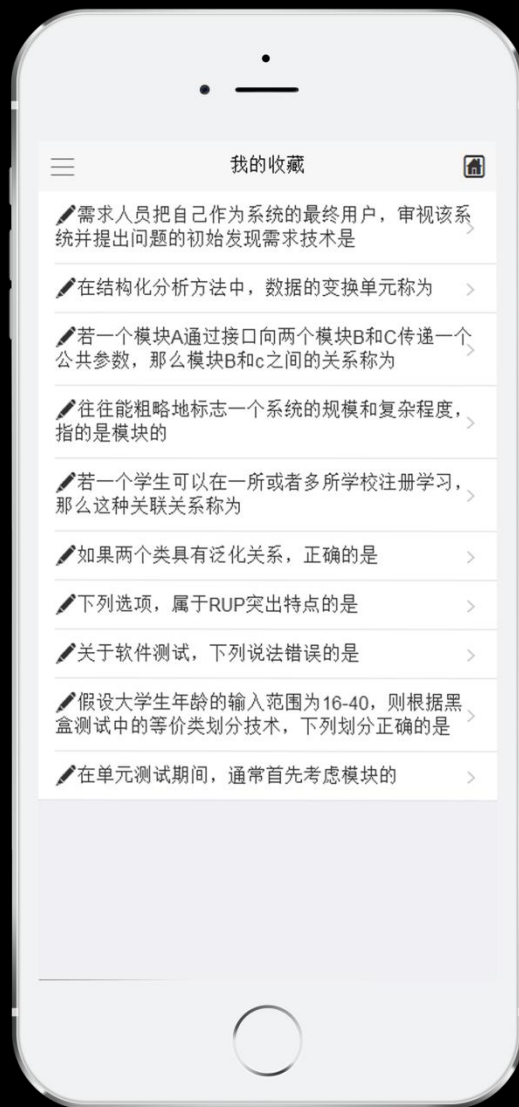 我的收藏
需求人员把自己作为系统的最终用户，审视该系
统并提出问题的初始发现需求技术是
在结构化分析方法中，数据的变换单元称为
若一个模块A通过接口向两个模块B和C传递一个
公共参数，那么模块B和c之间的关系称为
往往能粗略地标志一个系统的规模和复杂程度，
指的是模块的
若一个学生可以在一所或者多所学校注册学习，
那么这种关联关系称为
如果两个类具有泛化关系，正确的是
下列选项，属于RUP突出特点的是
关于软件测试，下列说法错误的是
假设大学生年龄的输入范围为16-40，则根据黑
盒测试中的等价类划分技术，下列划分正确的是
在单元测试期间，通常首先考虑模块的